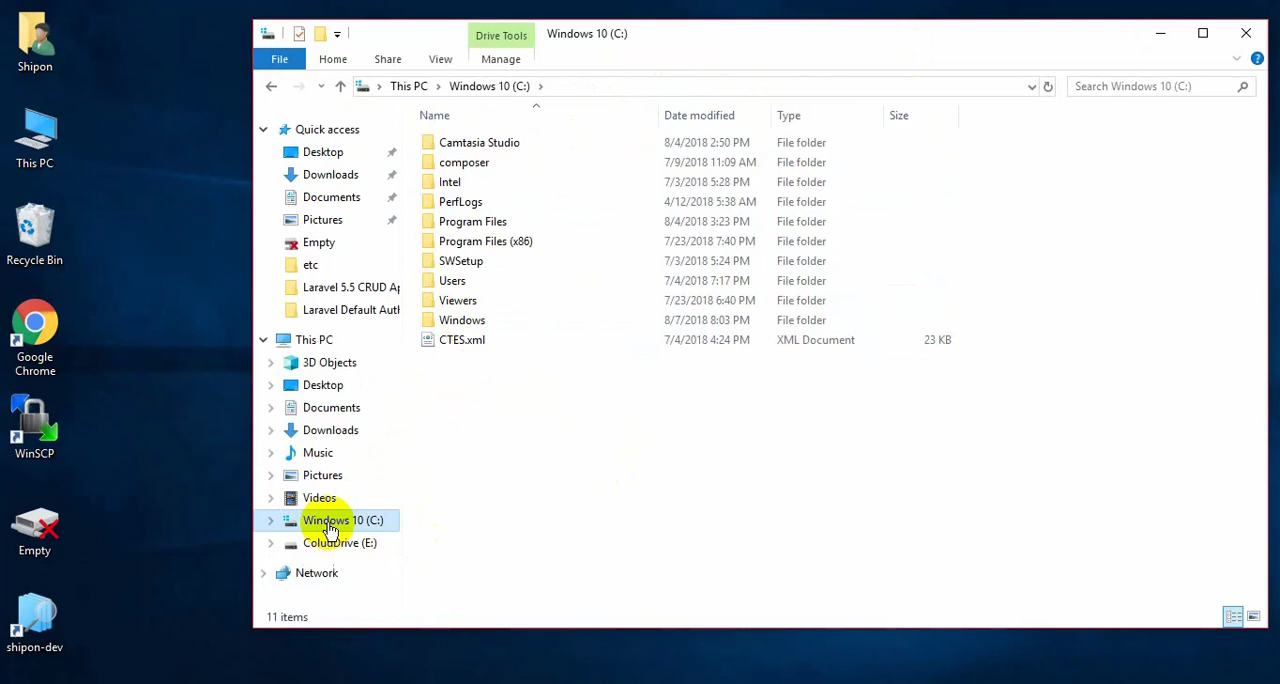 Shipon
This PC
Recycle Bin
Google
Chrome
WinSCP
Empty
shipon-dev
Drive Tools
Windows 10 (C:)
File
Home
Share
View
Manage
This PC
Windows 10 (C:)
Search Windows 10 (C:)
Quick access
Desktop
Downloads
Documents
Pictures
Empty
etc
Laravel 5.5 CRUD Ap
Laravel Default Auth
This PC
3D Objects
Desktop
Documents
Downloads
Music
Pictures
Videos
Windows 10 (C:)
ColudDrive (E:)
Network
Name Date modified Type Size
Camtasia Studio 8/4/2018 2:50 PM File folder
composer 7/9/2018 11:09 AM File folder
Intel 7/3/2018 5:28 PM File folder
PerfLogs 4/12/2018 5:38 AM File folder
Program Files 8/4/2018 3:23 PM File folder
Program Files (x86) 7/23/2018 7:40 PM File folder
SWSetup 7/3/2018 5:24 PM File folder
Users 7/4/2018 7:17 PM File folder
Viewers 7/23/2018 6:40 PM File folder
Windows 8/7/2018 8:03 PM File folder
CTES.xml 7/4/2018 4:24 PM XML Document 23 KB
11 items